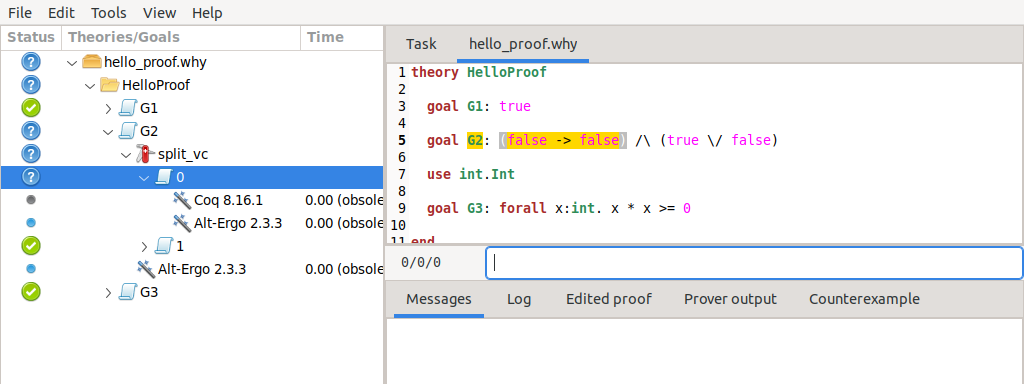 File Edit Tools View Help
Status Theories/Goals Time
hello_proof.why
HelloProof
G1
G2
split_vc
0
Coq 8.16.1 0.00 (obsole
Alt-Ergo 2.3.3 0.00 (obsole
1
Alt-Ergo 2.3.3 0.00 (obsole
G3
Task hello_proof.why
1 theory HelloProof
2
3 goal G1: true
4
5 goal G2: (false -> false) /\ (true \/ false)
6
7 use int.Int
8
9 goal G3: forall x:int. x * x >= 0
10
11 end
0/0/0
Messages Log Edited proof Prover output Counterexample